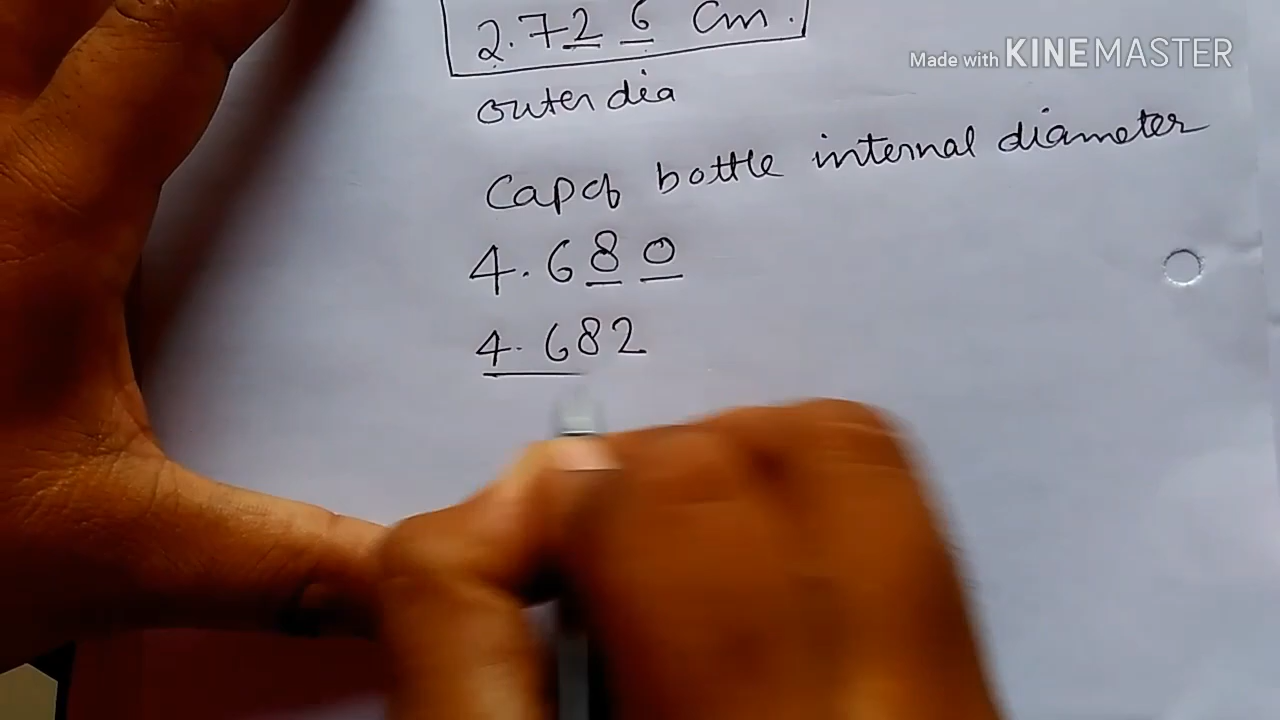 2.726 Cm.
Made with KINEMASTER
outer dia
Cap of bottle internal diameter
4.680
4.682